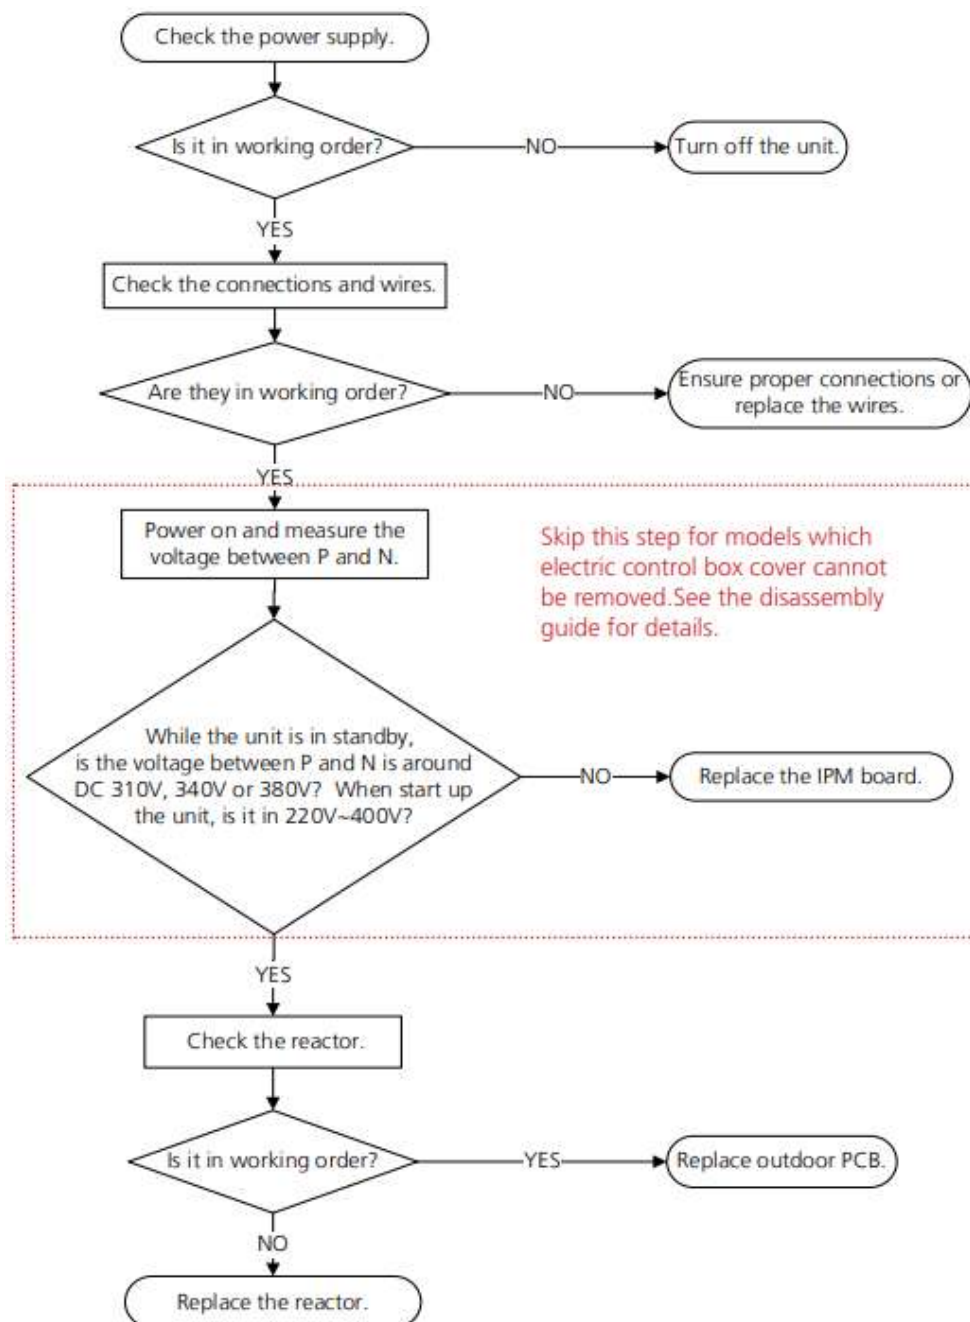 Check the power supply.
Is it in working order?
NO
Turn off the unit.
YES
Check the connections and wires.
Are they in working order?
NO
Ensure proper connections or
replace the wires.
YES
Power on and measure the
voltage between P and N.
Skip this step for models which
electric control box cover cannot
be removed.See the disassembly
guide for details.
While the unit is in standby,
is the voltage between P and N is around
DC 310V, 340V or 380V? When start up
the unit, is it in 220V~400V?
NO
Replace the IPM board.
YES
Check the reactor.
Is it in working order?
YES
Replace outdoor PCB.
NO
Replace the reactor.